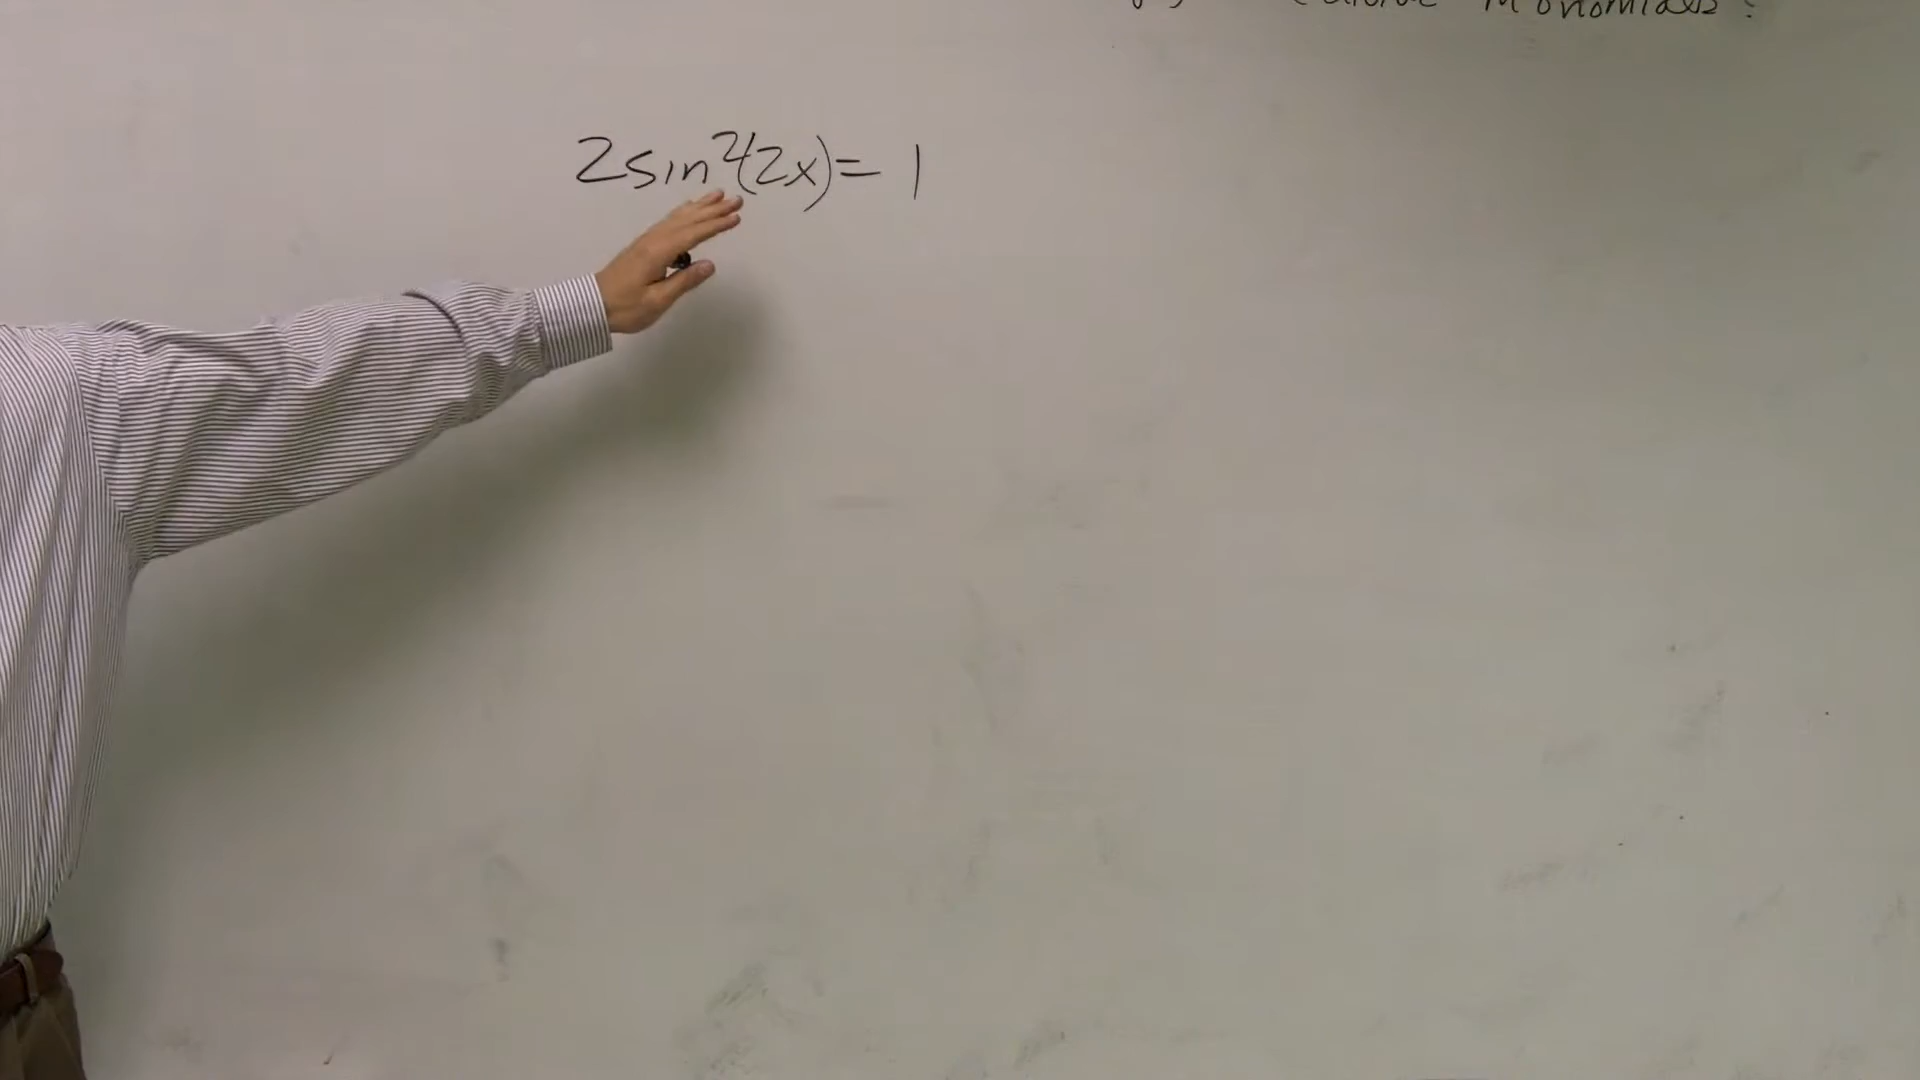 Monomials:
2sin²(2x) = 1